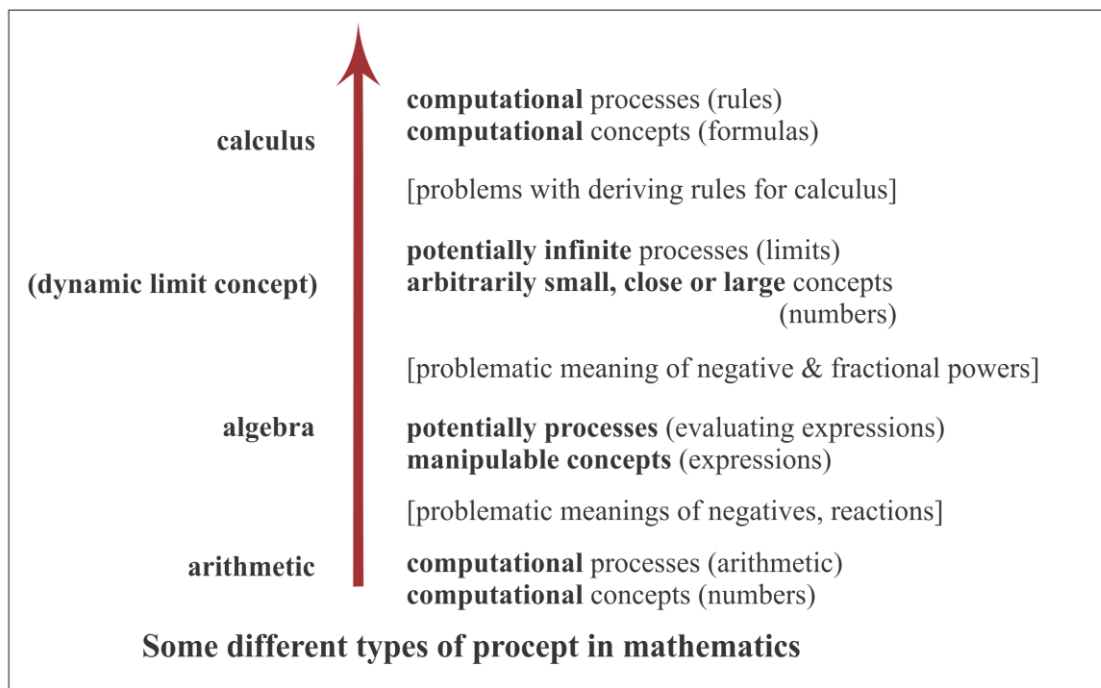 computational processes (rules)
calculus
computational concepts (formulas)
[problems with deriving rules for calculus]
potentially infinite processes (limits)
(dynamic limit concept)
arbitrarily small, close or large concepts
(numbers)
[problematic meaning of negative & fractional powers]
algebra
potentially processes (evaluating expressions)
manipulable concepts (expressions)
[problematic meanings of negatives, reactions]
arithmetic
computational processes (arithmetic)
computational concepts (numbers)
Some different types of procept in mathematics